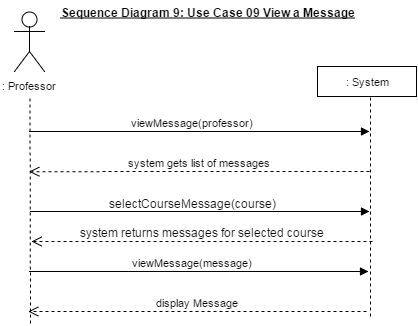 Sequence Diagram 9: Use Case 09 View a Message
: Professor
: System
viewMessage(professor)
system gets list of messages
selectCourseMessage(course)
system returns messages for selected course
viewMessage(message)
display Message